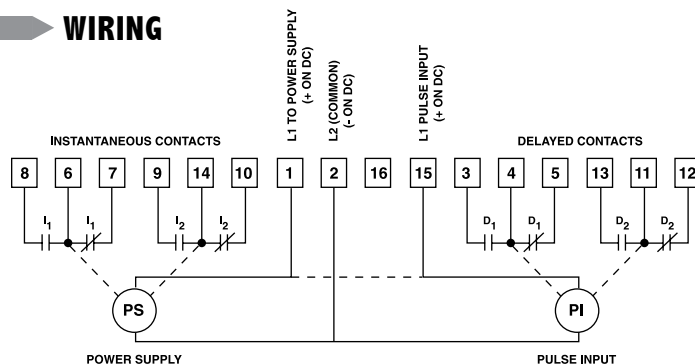 WIRING
L1 TO POWER SUPPLY
(+ ON DC)
L2 (COMMON)
(- ON DC)
L1 PULSE INPUT
(+ ON DC)
INSTANTANEOUS CONTACTS
DELAYED CONTACTS
8 6 7 9 14 10 1 2 16 15 3 4 5 13 11 12
I1 I1 I2 I2 D1 D1 D2 D2
PS PI
POWER SUPPLY
PULSE INPUT